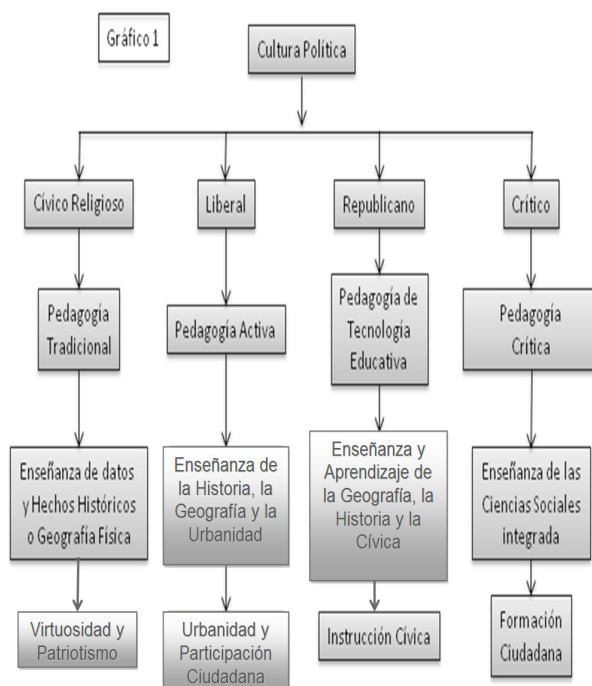 Gráfico 1
Cultura Política
Cívico Religioso
Liberal
Republicano
Crítico
Pedagogía
Tradicional
Pedagogía Activa
Pedagogía de
Tecnología
Educativa
Pedagogía
Crítica
Enseñanza de datos
y Hechos Históricos
o Geografía Física
Enseñanza de
la Historia, la
Geografía y la
Urbanidad
Enseñanza y
Aprendizaje de
la Geografía, la
Historia y la
Cívica
Enseñanza de las
Ciencias Sociales
integrada
Virtuosidad y
Patriotismo
Urbanidad y
Participación
Ciudadana
Instrucción Cívica
Formación
Ciudadana